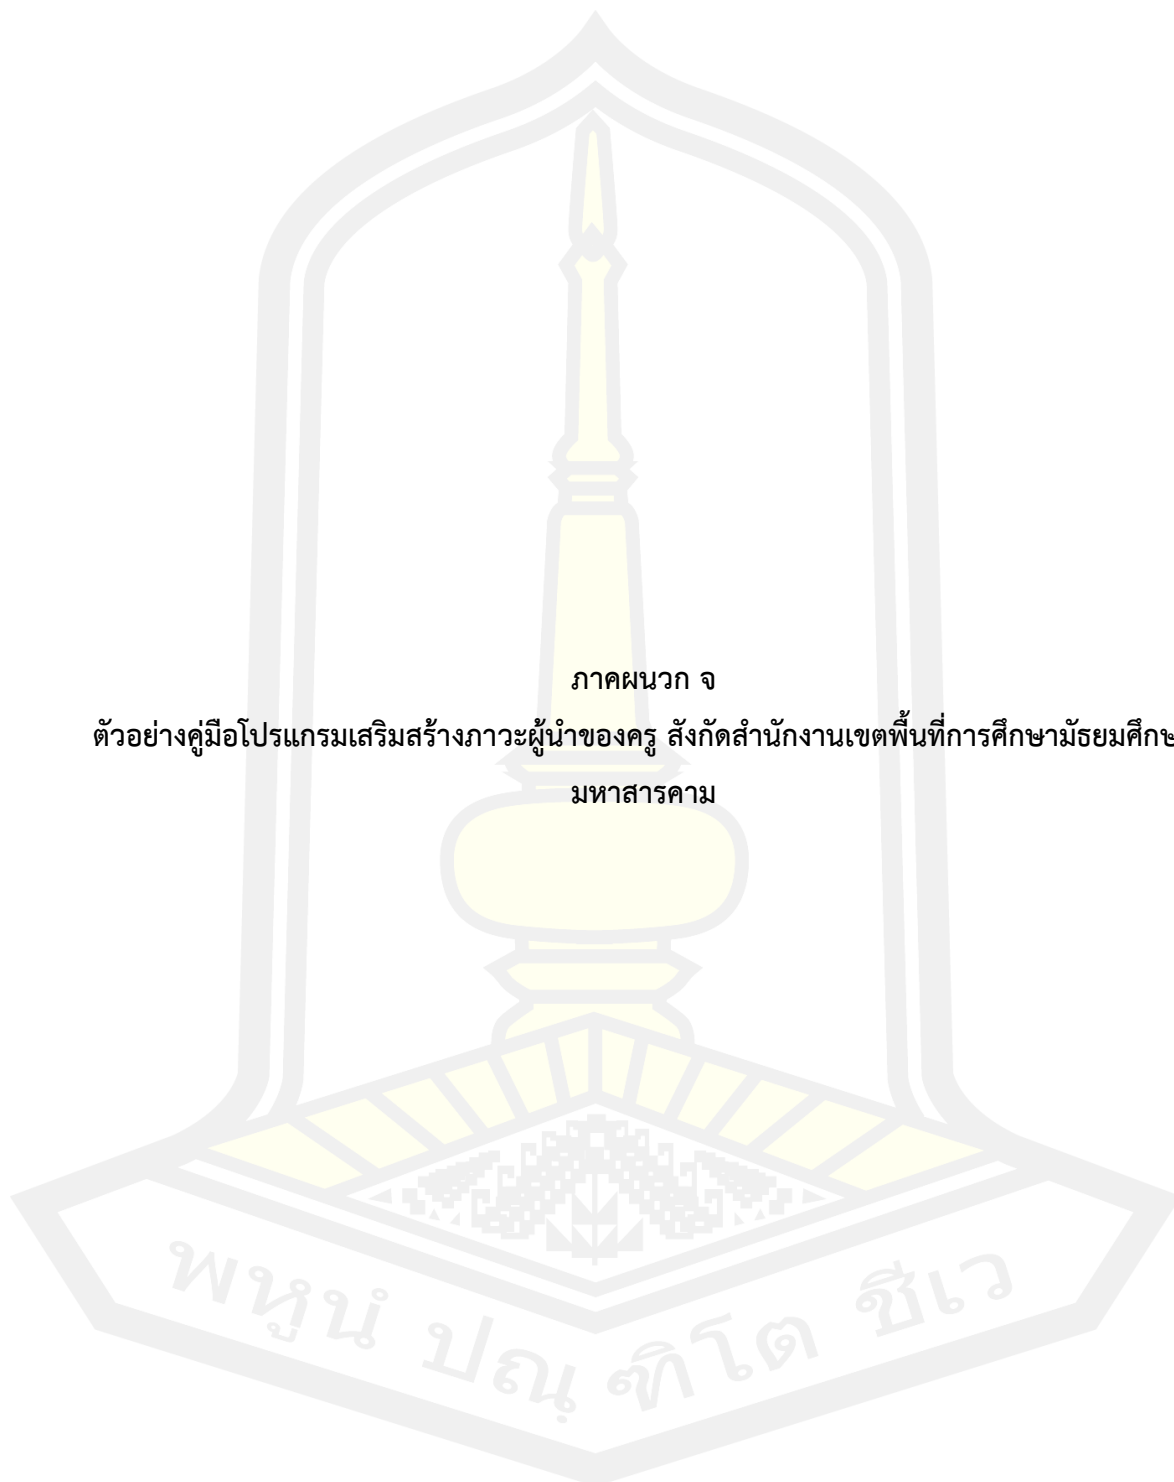 ภาคผนวก จ
ตัวอย่างคู่มือโปรแกรมเสริมสร้างภาวะผู้นำของครู สังกัดสำนักงานเขตพื้นที่การศึกษามัธยมศึกษ
มหาสารคาม
พหูนํ ปณฺฑิโต ชีเว